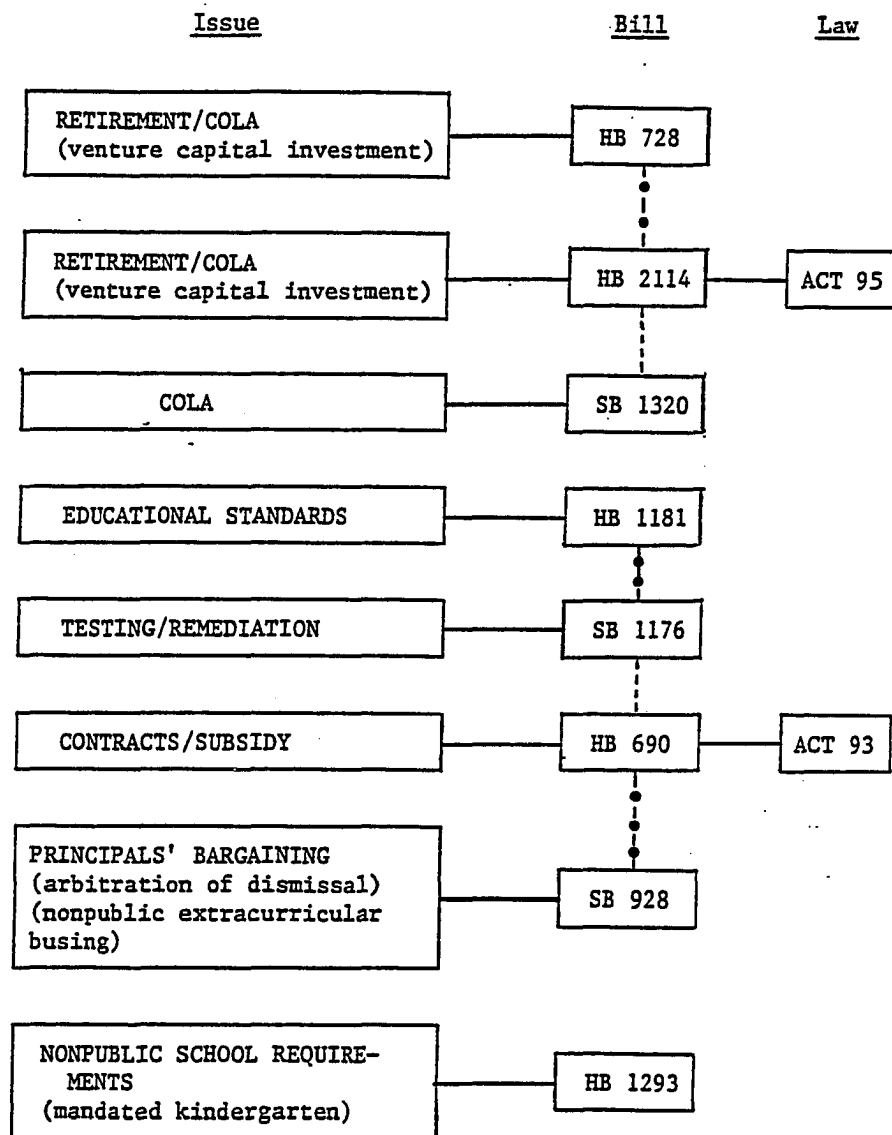 Issue Bill Law
RETIREMENT/COLA
(venture capital investment)
HB 728
RETIREMENT/COLA
(venture capital investment)
HB 2114
ACT 95
COLA
SB 1320
EDUCATIONAL STANDARDS
HB 1181
TESTING/REMEDIATION
SB 1176
CONTRACTS/SUBSIDY
HB 690
ACT 93
PRINCIPALS' BARGAINING
(arbitration of dismissal)
(nonpublic extracurricular
busing)
SB 928
NONPUBLIC SCHOOL REQUIRE-
MENTS
(mandated kindergarten)
HB 1293